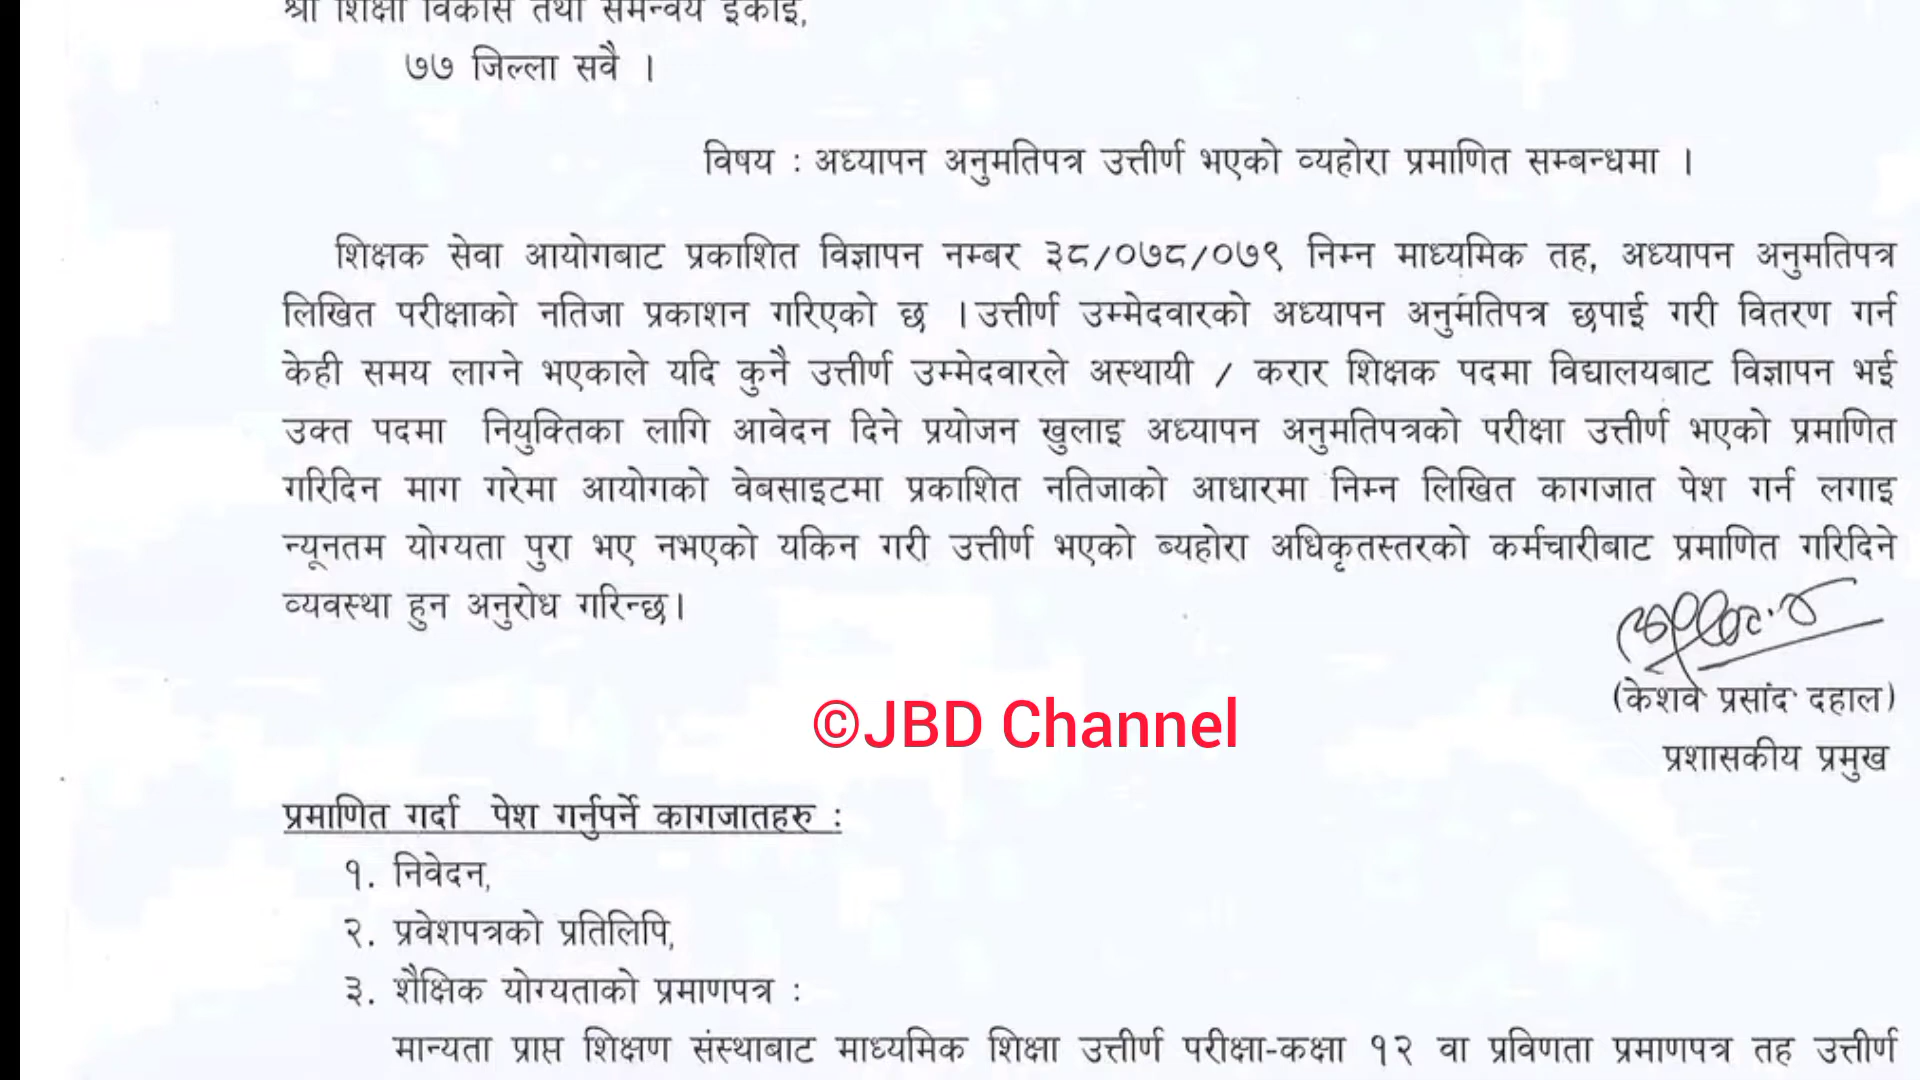 श्री शिक्षा विकास तथा समन्वय इकाई,
७७ जिल्ला सवै ।
विषय : अध्यापन अनुमतिपत्र उत्तीर्ण भएको व्यहोरा प्रमाणित सम्बन्धमा ।
शिक्षक सेवा आयोगबाट प्रकाशित विज्ञापन नम्बर ३८/०७८/०७९ निम्न माध्यमिक तह, अध्यापन अनुमतिपत्र
लिखित परीक्षाको नतिजा प्रकाशन गरिएको छ । उत्तीर्ण उम्मेदवारको अध्यापन अनुमतिपत्र छपाई गरी वितरण गर्न
केही समय लाग्ने भएकाले यदि कुनै उत्तीर्ण उम्मेदवारले अस्थायी / करार शिक्षक पदमा विद्यालयबाट विज्ञापन भई
उक्त पदमा नियुक्तिका लागि आवेदन दिने प्रयोजन खुलाइ अध्यापन अनुमतिपत्रको परीक्षा उत्तीर्ण भएको प्रमाणित
गरिदिन माग गरेमा आयोगको वेबसाइटमा प्रकाशित नतिजाको आधारमा निम्न लिखित कागजात पेश गर्न लगाइ
न्यूनतम योग्यता पुरा भए नभएको यकिन गरी उत्तीर्ण भएको ब्यहोरा अधिकृतस्तरको कर्मचारीबाट प्रमाणित गरिदिने
व्यवस्था हुन अनुरोध गरिन्छ।
(केशव प्रसाद दहाल)
©JBD Channel
प्रशासकीय प्रमुख
प्रमाणित गर्दा पेश गर्नुपर्ने कागजातहरु :
१. निवेदन,
२. प्रवेशपत्रको प्रतिलिपि,
३. शैक्षिक योग्यताको प्रमाणपत्र :
मान्यता प्राप्त शिक्षण संस्थाबाट माध्यमिक शिक्षा उत्तीर्ण परीक्षा-कक्षा १२ वा प्रविणता प्रमाणपत्र तह उत्तीर्ण